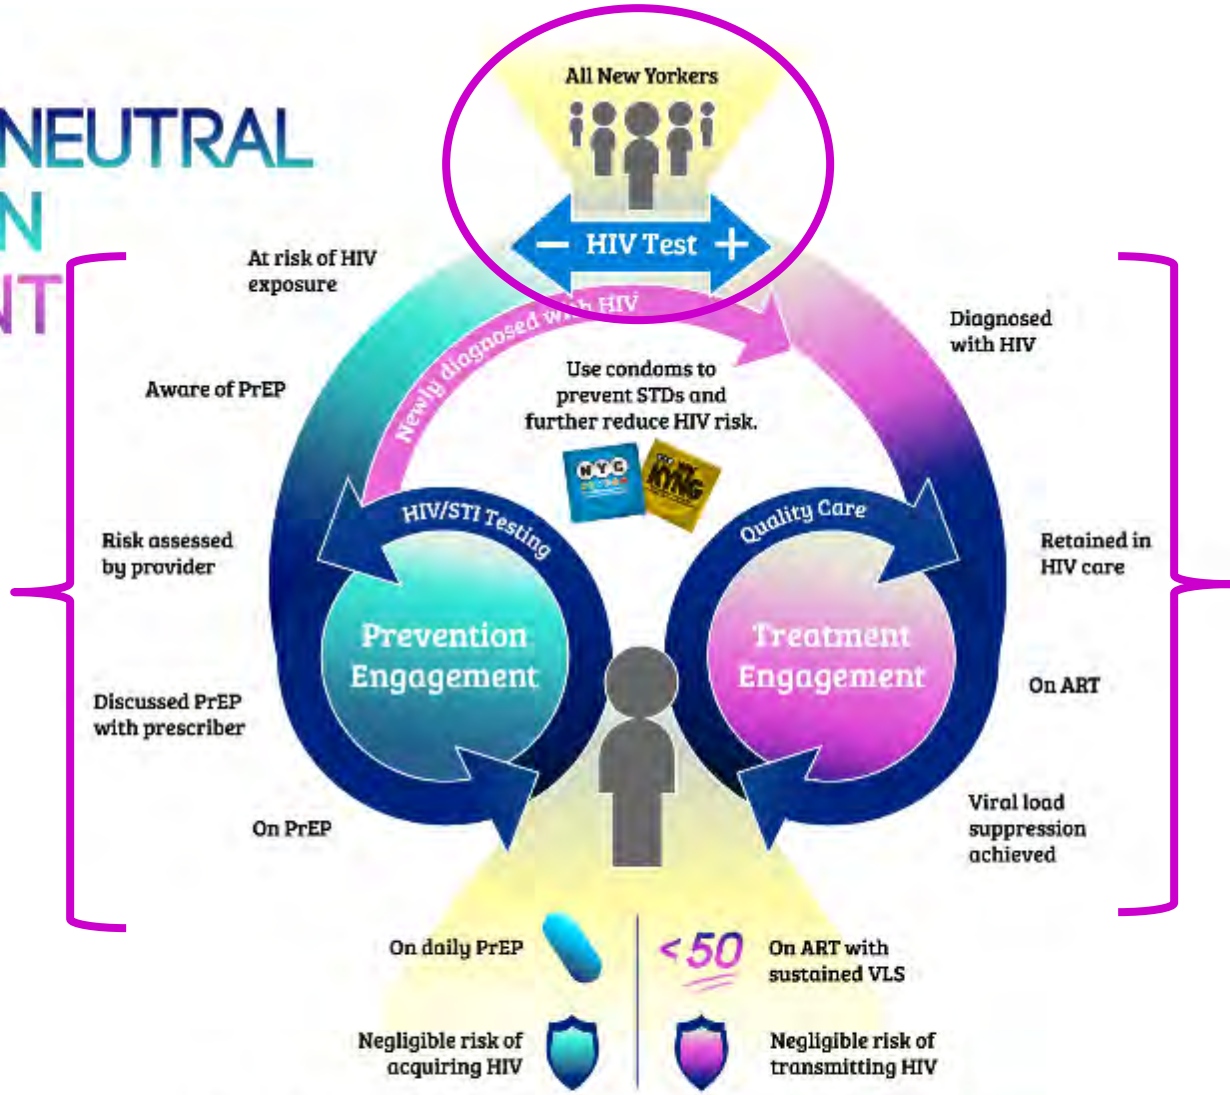 NEUTRAL
N
NT
All New Yorkers
− HIV Test +
At risk of HIV
exposure
Aware of PrEP
Risk assessed
by provider
Discussed PrEP
with prescriber
On PrEP
Newly diagnosed with HIV
Use condoms to
prevent STDs and
further reduce HIV risk.
NYC
KYNG
HIV/STI Testing
Prevention
Engagement
Quality Care
Treatment
Engagement
Diagnosed
with HIV
Retained in
HIV care
On ART
Viral load
suppression
achieved
On daily PrEP
Negligible risk of
acquiring HIV
<50
On ART with
sustained VLS
Negligible risk of
transmitting HIV